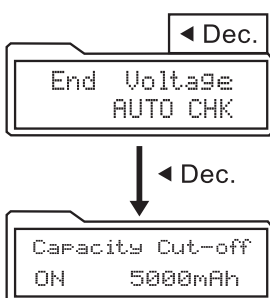 ◄ Dec.
End Voltage
AUTO CHK
◄ Dec.
Capacity Cut-off
ON 5000mAh